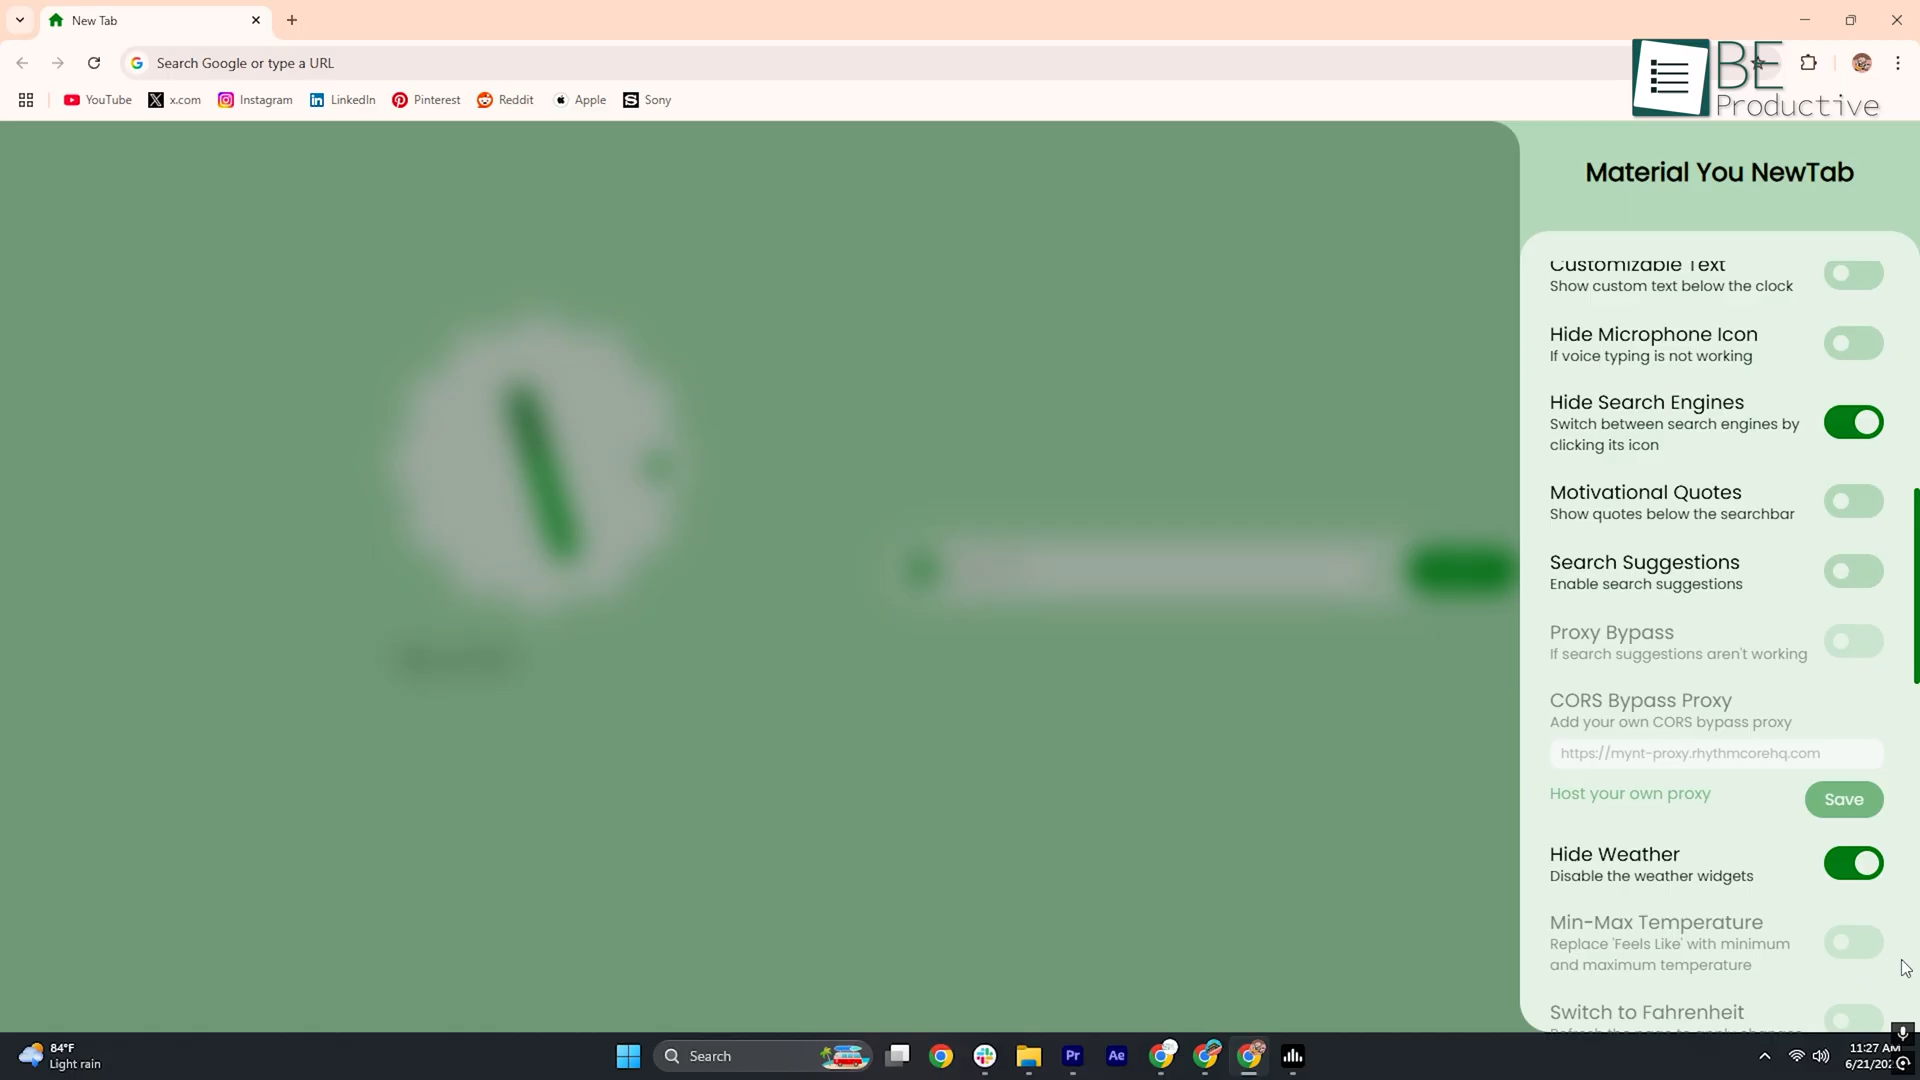 New Tab
Search Google or type a URL
YouTube
x.com
Instagram
LinkedIn
Pinterest
Reddit
Apple
Sony
BE
Productive
Material You NewTab
Customizable Text
Show custom text below the clock
Hide Microphone Icon
If voice typing is not working
Hide Search Engines
Switch between search engines by
clicking its icon
Motivational Quotes
Show quotes below the searchbar
Search Suggestions
Enable search suggestions
Proxy Bypass
If search suggestions aren't working
CORS Bypass Proxy
Add your own CORS bypass proxy
https://mynt-proxy.rhythmcorehq.com
Host your own proxy
Save
Hide Weather
Disable the weather widgets
Min-Max Temperature
Replace 'Feels Like' with minimum
and maximum temperature
Switch to Fahrenheit
84°F
Light rain
Search
Pr
Ae
11:27 AM